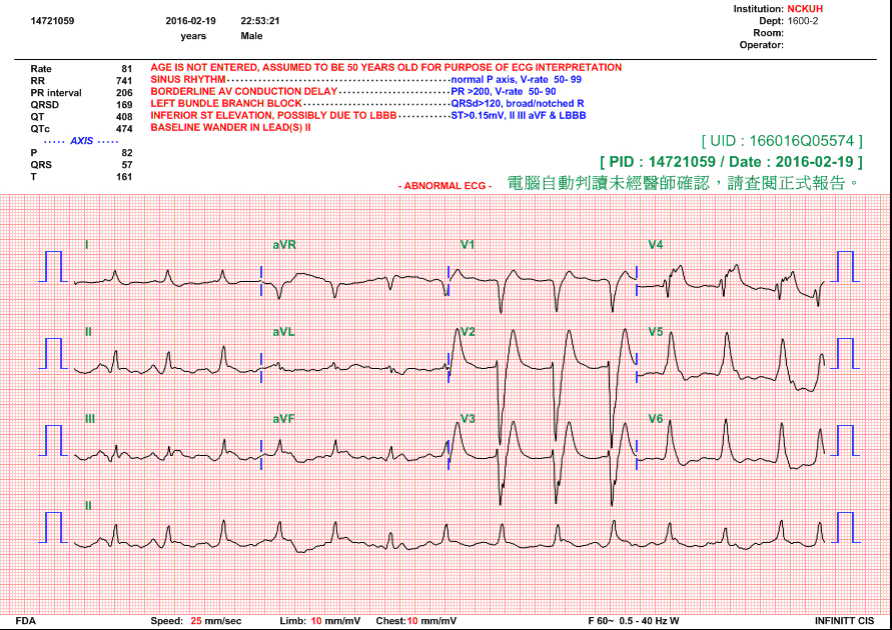 Institution: NCKUH
14721059 2016-02-19 22:53:21 Dept: 1600-2
years Male Room:
Operator:
Rate 81 AGE IS NOT ENTERED, ASSUMED TO BE 50 YEARS OLD FOR PURPOSE OF ECG INTERPRETATION
RR 741 SINUS RHYTHM - normal P axis, V-rate 50- 99
PR interval 206 BORDERLINE AV CONDUCTION DELAY - PR >200, V-rate 50- 90
QRSD 169 LEFT BUNDLE BRANCH BLOCK - QRSd>120, broad/notched R
QT 408 INFERIOR ST ELEVATION, POSSIBLY DUE TO LBBB - ST>0.15mV, II III aVF & LBBB
QTc 474 BASELINE WANDER IN LEAD(S) II
····· AXIS ·····
[ UID : 166016Q05574 ]
P 82
QRS 57
[ PID : 14721059 / Date : 2016-02-19 ]
T 161
- ABNORMAL ECG - 電腦自動判讀未經醫師確認，請查閱正式報告。
I aVR V1 V4
II aVL V2 V5
III aVF V3 V6
II
FDA Speed: 25 mm/sec Limb: 10 mm/mV Chest:10 mm/mV F 60~ 0.5 - 40 Hz W INFINITT CIS